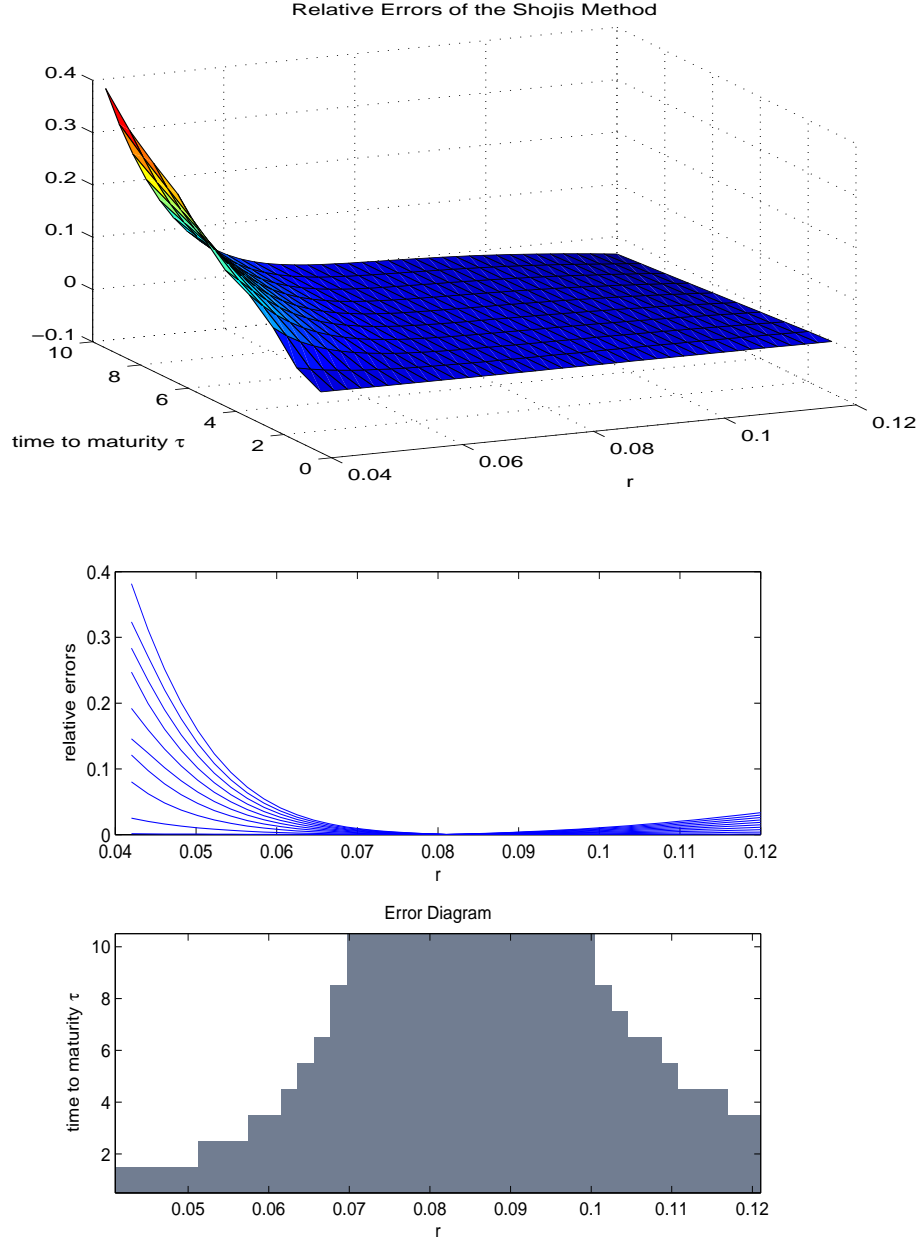 Relative Errors of the Shojis Method
0.4
0.3
0.2
0.1
0
−0.1
10
8
6
4
2
0
time to maturity τ
0.04
0.06
0.08
0.1
0.12
r
0.4
0.3
0.2
0.1
0
relative errors
0.04 0.05 0.06 0.07 0.08 0.09 0.1 0.11 0.12
r
Error Diagram
10
8
6
4
2
time to maturity τ
0.05 0.06 0.07 0.08 0.09 0.1 0.11 0.12
r